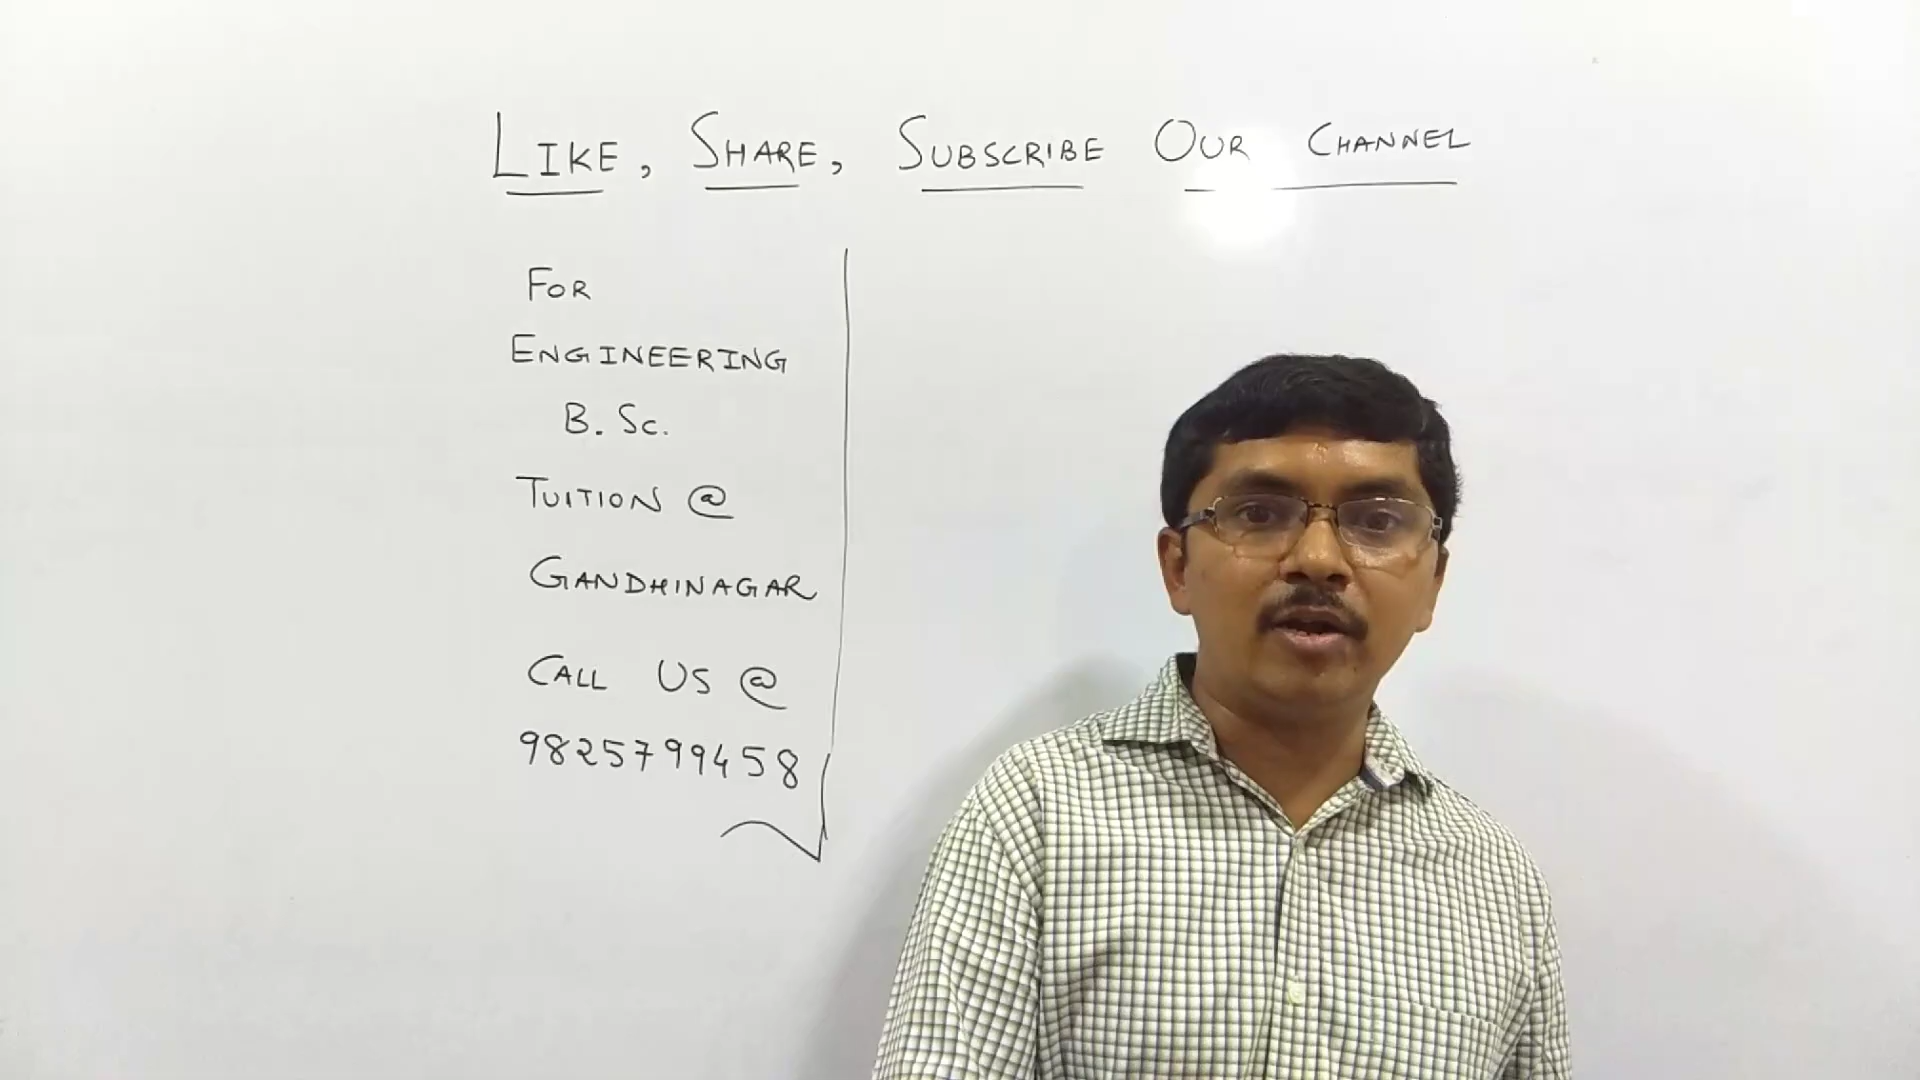 LIKE, SHARE, SUBSCRIBE OUR CHANNEL
FOR
ENGINEERING
B. Sc.
TUITION @
GANDHINAGAR
CALL US @
9825799458